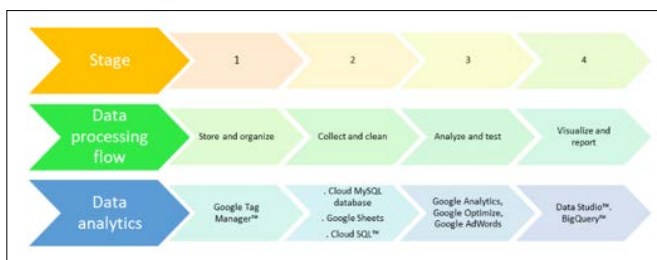 Stage
1
2
3
4
Data
processing
flow
Store and organize
Collect and clean
Analyze and test
Visualize and
report
Data
analytics
Google Tag
Manager™
. Cloud MySQL
database
. Google Sheets
. Cloud SQL™
Google Analytics,
Google Optimize,
Google AdWords
Data Studio™.
BigQuery™